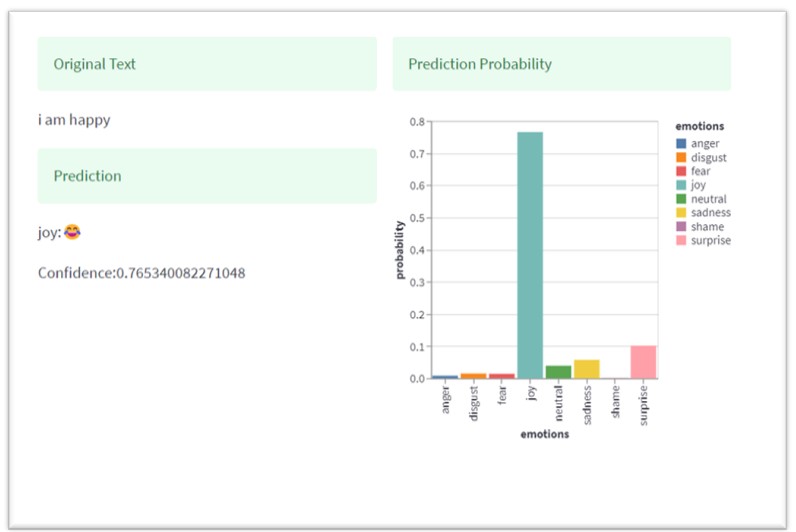 Original Text
i am happy
Prediction
joy:😂
Confidence:0.765340082271048
Prediction Probability
probability
0.8
0.7
0.6
0.5
0.4
0.3
0.2
0.1
0.0
anger
disgust
fear
joy
neutral
sadness
shame
surprise
emotions
emotions
anger
disgust
fear
joy
neutral
sadness
shame
surprise